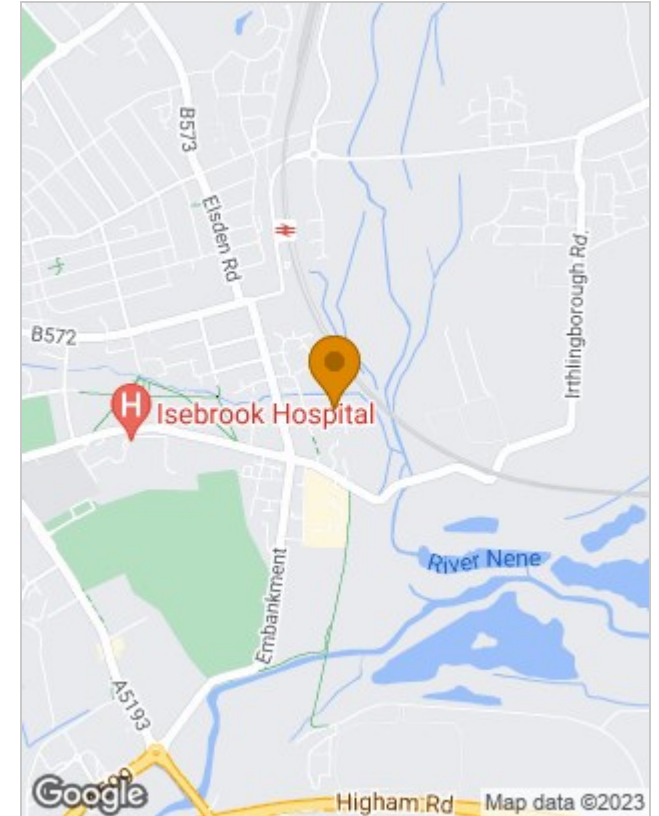 B573
Elsden Rd
B572
Irthlingborough Rd
H
Isebrook Hospital
River Nene
Embankment
A5193
Google
Higham Rd
Map data ©2023